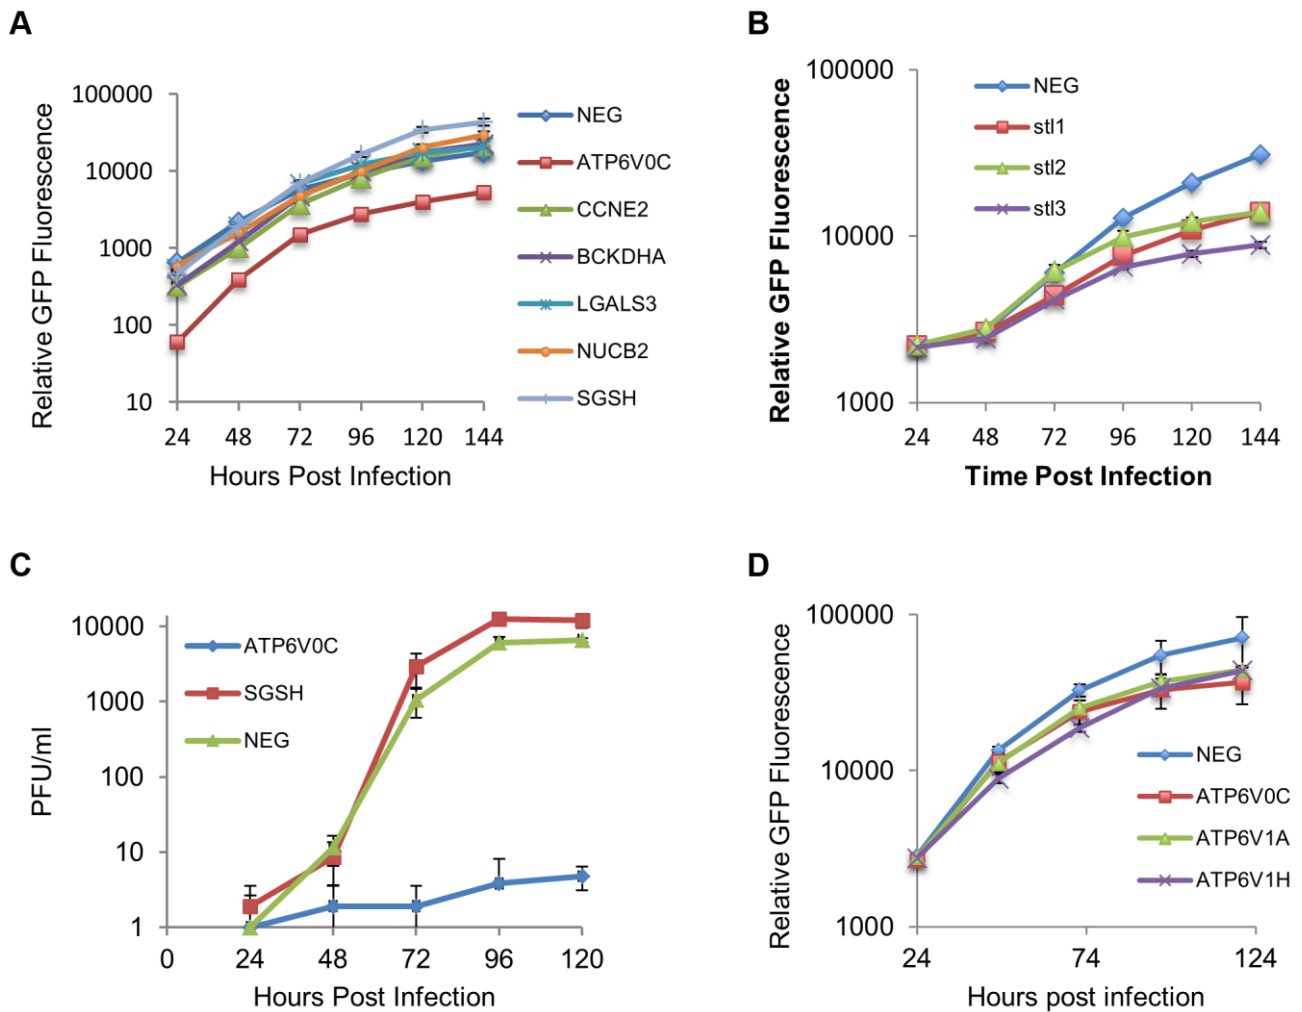 A
Relative GFP Fluorescence
100000
10000
1000
100
10
24 48 72 96 120 144
Hours Post Infection
NEG
ATP6V0C
CCNE2
BCKDHA
LGALS3
NUCB2
SGSH
B
Relative GFP Fluorescence
100000
10000
1000
24 48 72 96 120 144
Time Post Infection
NEG
stl1
stl2
stl3
C
PFU/ml
10000
1000
100
10
1
0 24 48 72 96 120
Hours Post Infection
ATP6V0C
SGSH
NEG
D
Relative GFP Fluorescence
100000
10000
1000
24 74 124
Hours post infection
NEG
ATP6V0C
ATP6V1A
ATP6V1H